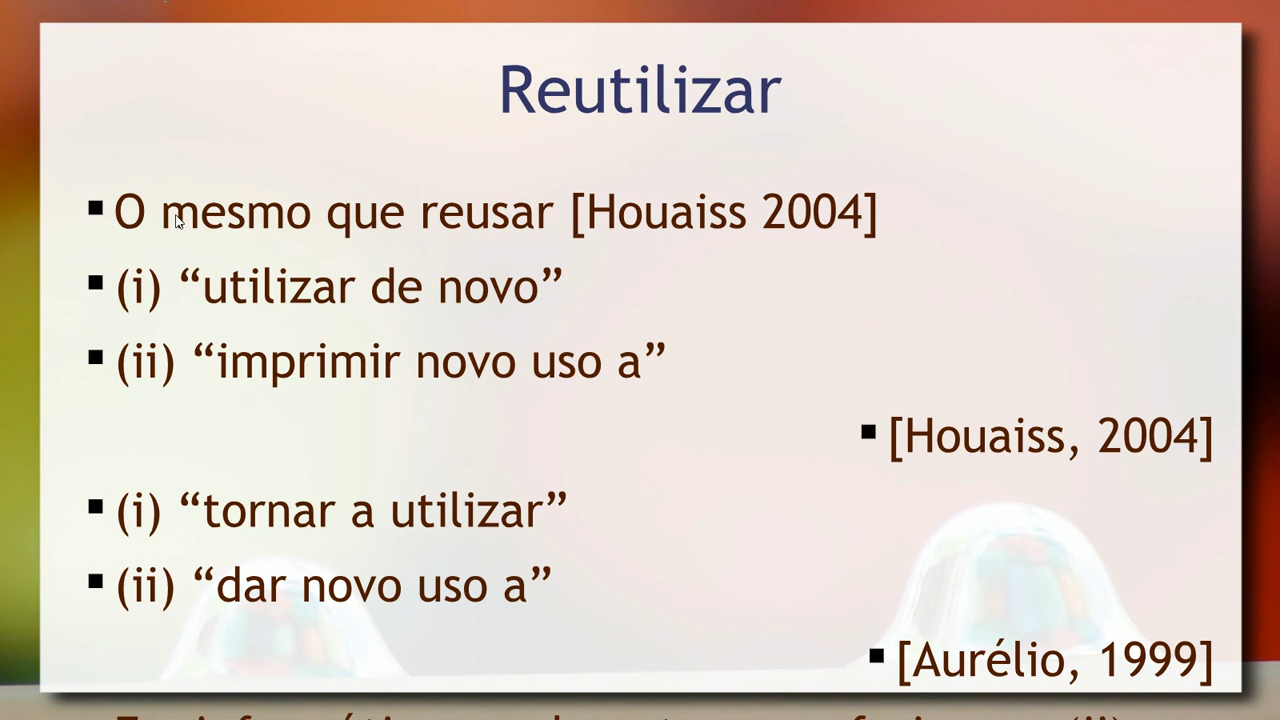 Reutilizar
▪ O mesmo que reusar [Houaiss 2004]
▪ (i) “utilizar de novo”
▪ (ii) “imprimir novo uso a”
▪ [Houaiss, 2004]
▪ (i) “tornar a utilizar”
▪ (ii) “dar novo uso a”
▪ [Aurélio, 1999]